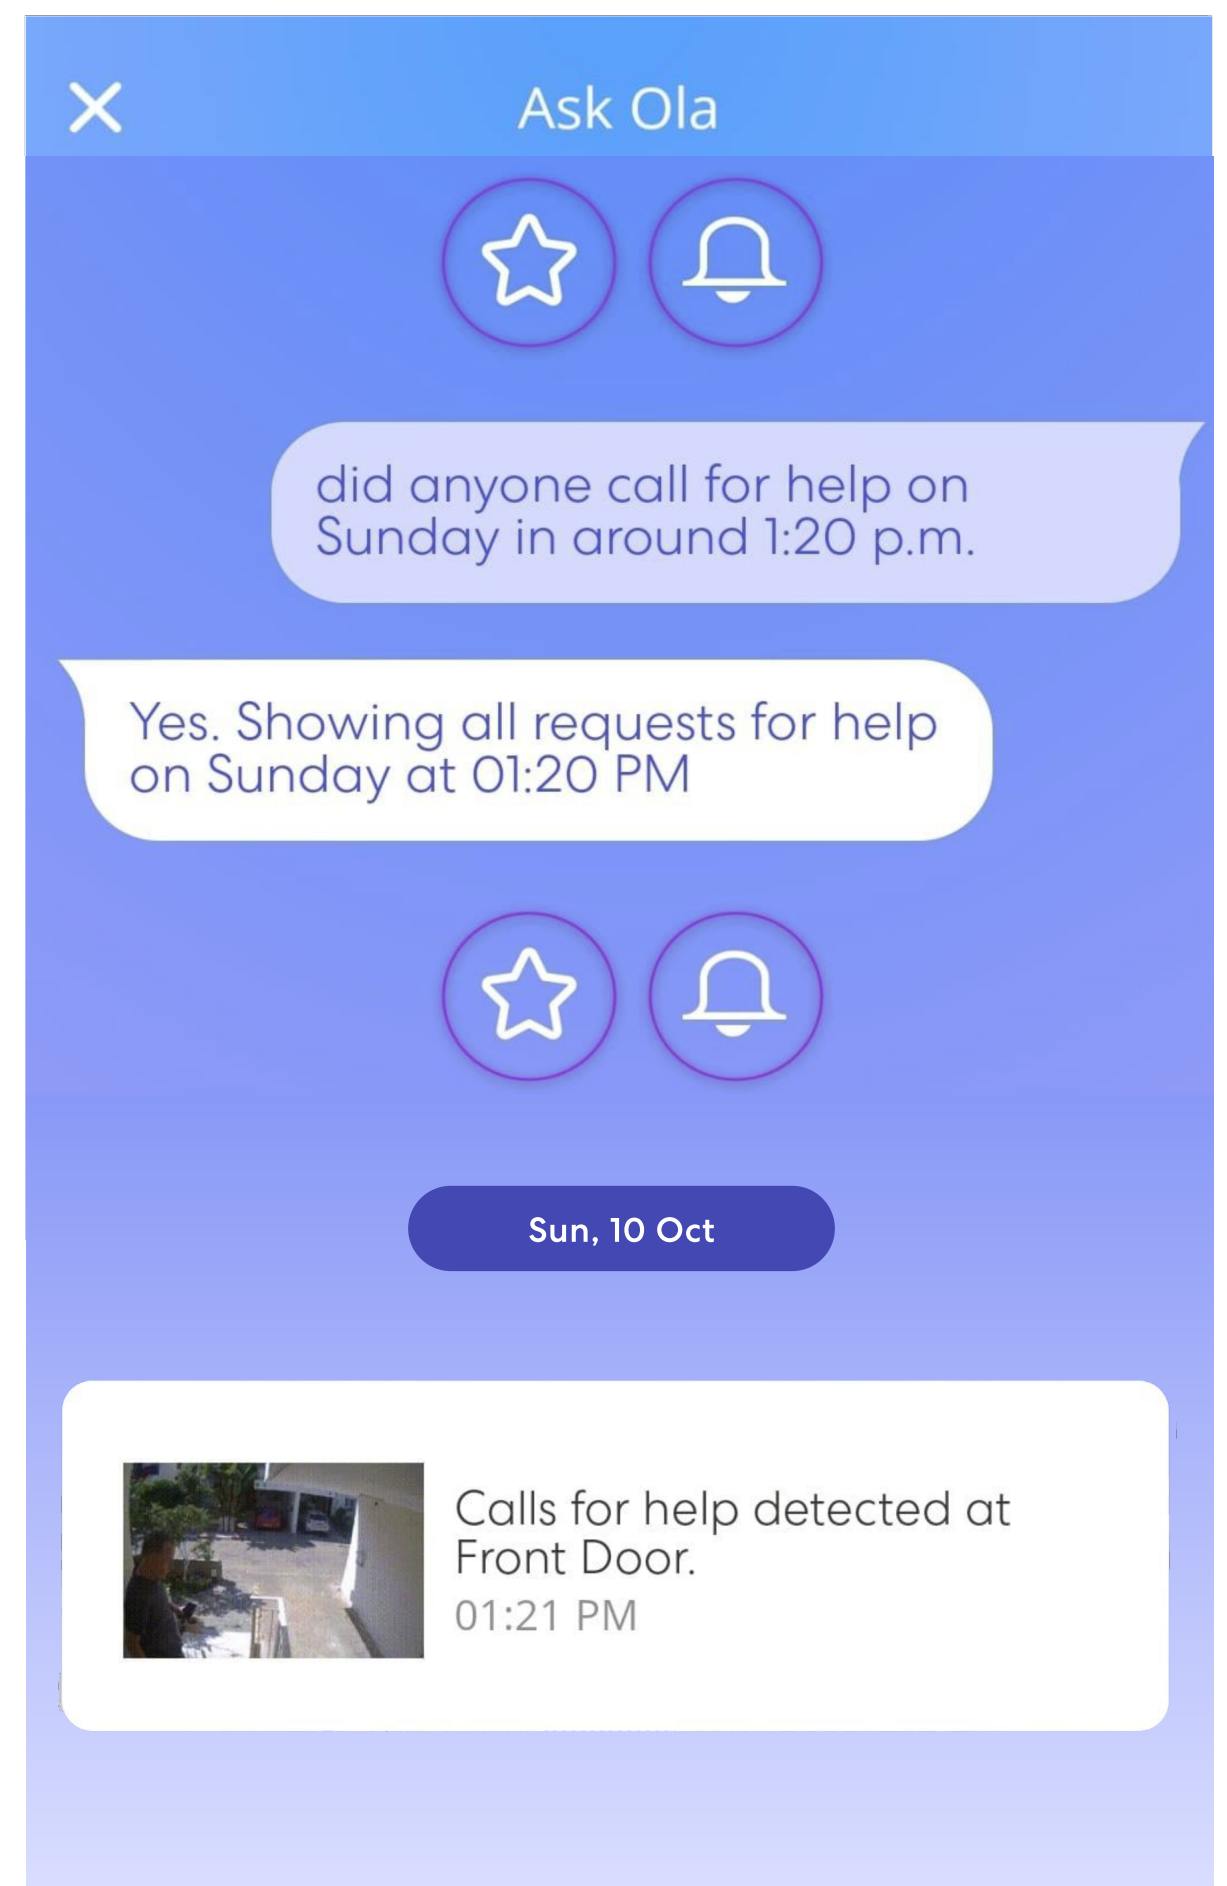 Ask Ola
did anyone call for help on
Sunday in around 1:20 p.m.
Yes. Showing all requests for help
on Sunday at 01:20 PM
Sun, 10 Oct
Calls for help detected at
Front Door.
01:21 PM